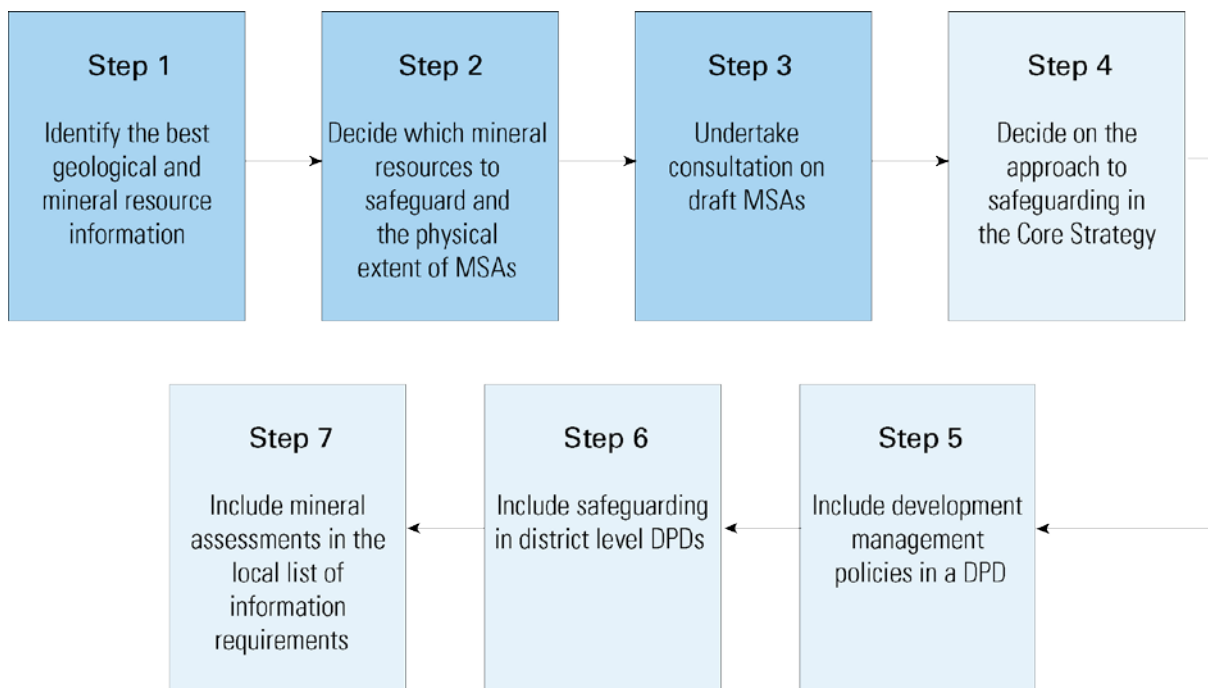 Step 1
Identify the best
geological and
mineral resource
information
Step 2
Decide which mineral
resources to
safeguard and
the physical
extent of MSAs
Step 3
Undertake
consultation on
draft MSAs
Step 4
Decide on the
approach to
safeguarding in
the Core Strategy
Step 5
Include development
management
policies in a DPD
Step 6
Include safeguarding
in district level DPDs
Step 7
Include mineral
assessments in the
local list of
information
requirements